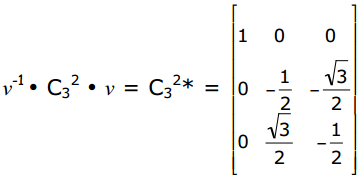 v⁻¹ • C₃² • v = C₃²* = [1 0 0
0 -1/2 -√3/2
0 √3/2 -1/2]